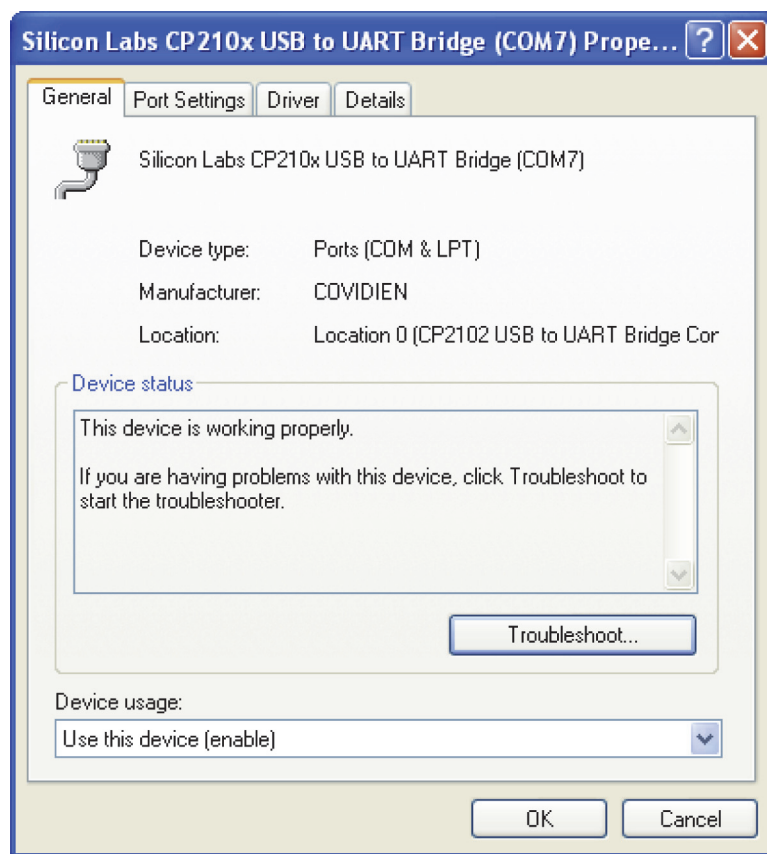 Silicon Labs CP210x USB to UART Bridge (COM7) Prope...
General Port Settings Driver Details
Silicon Labs CP210x USB to UART Bridge (COM7)
Device type: Ports (COM & LPT)
Manufacturer: COVIDIEN
Location: Location 0 (CP2102 USB to UART Bridge Cor
Device status
This device is working properly.
If you are having problems with this device, click Troubleshoot to
start the troubleshooter.
Troubleshoot...
Device usage:
Use this device (enable)
OK Cancel